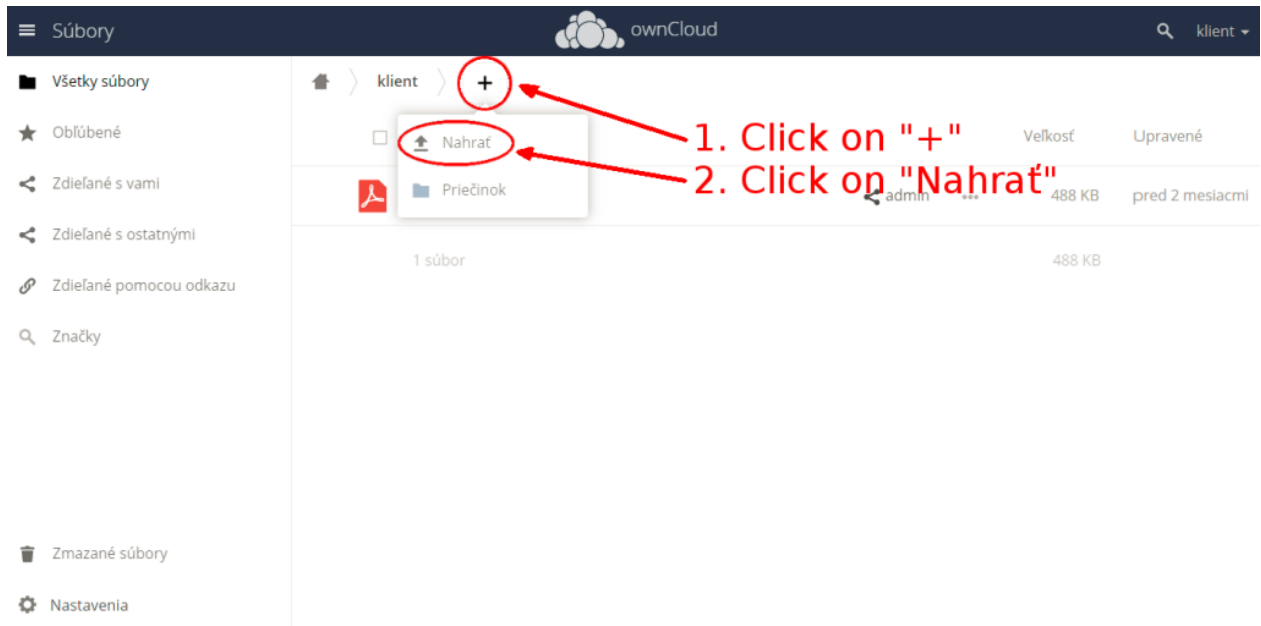 Súbory
ownCloud
klient
Všetky súbory
klient
+
Obľúbené
Nahrať
1. Click on "+"
Veľkosť
Upravené
Zdieľané s vami
Priečinok
2. Click on "Nahrať"
admin
488 KB
pred 2 mesiacmi
Zdieľané s ostatnými
1 súbor
488 KB
Zdieľané pomocou odkazu
Značky
Zmazané súbory
Nastavenia